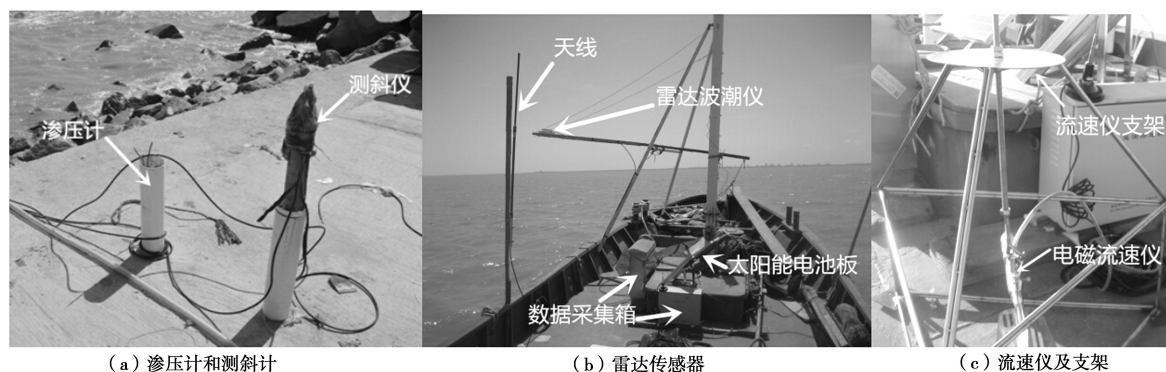 渗压计
测斜仪
天线
雷达波潮仪
太阳能电池板
数据采集箱
流速仪支架
电磁流速仪
（a）渗压计和测斜计
（b）雷达传感器
（c）流速仪及支架